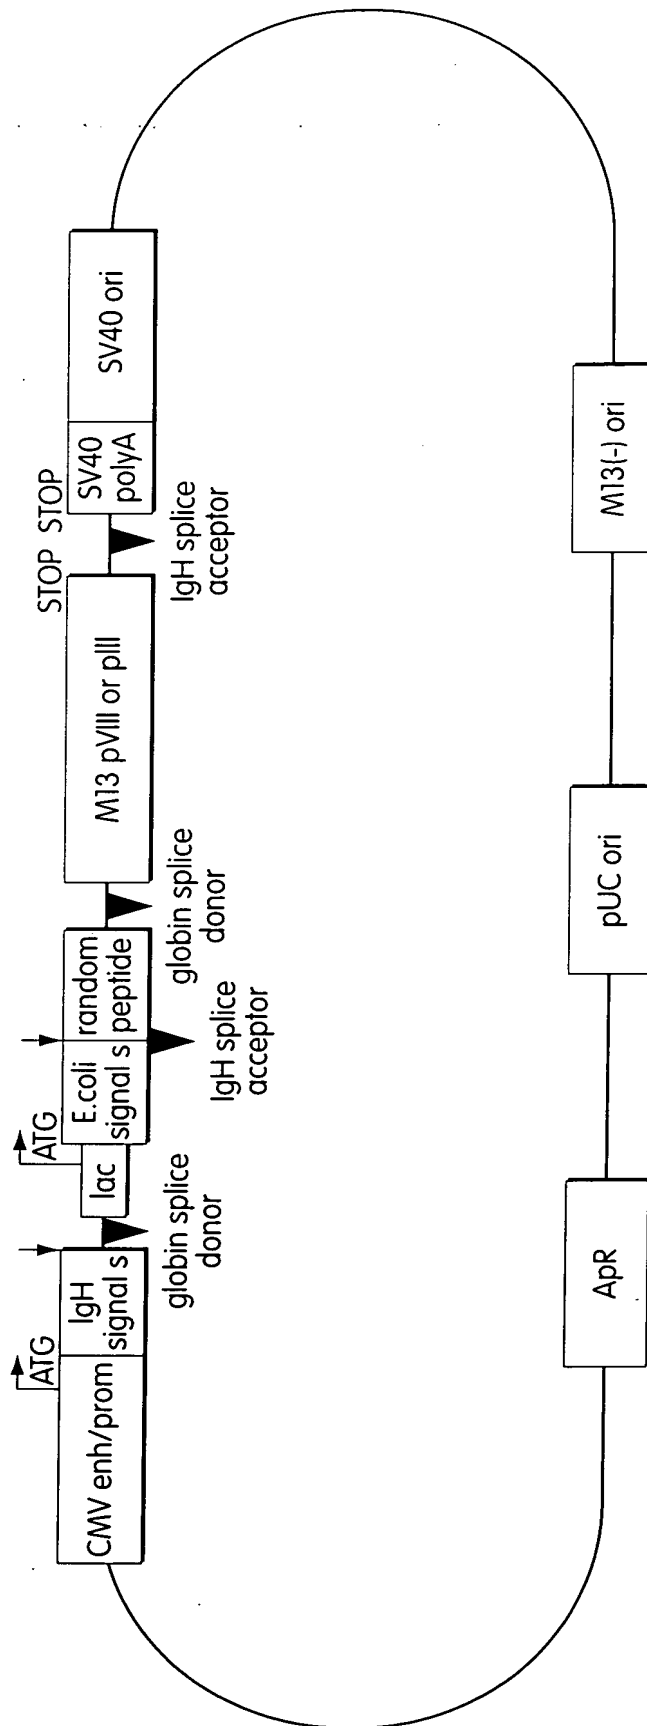 ATG
CMV enh/prom
IgH
signal s
globin splice
donor
lac
ATG
E.coli
signal s
IgH splice
acceptor
random
peptide
globin splice
donor
M13 pVIII or pIII
STOP STOP
IgH splice
acceptor
SV40
polyA
SV40 ori
ApR
pUC ori
M13(-) ori